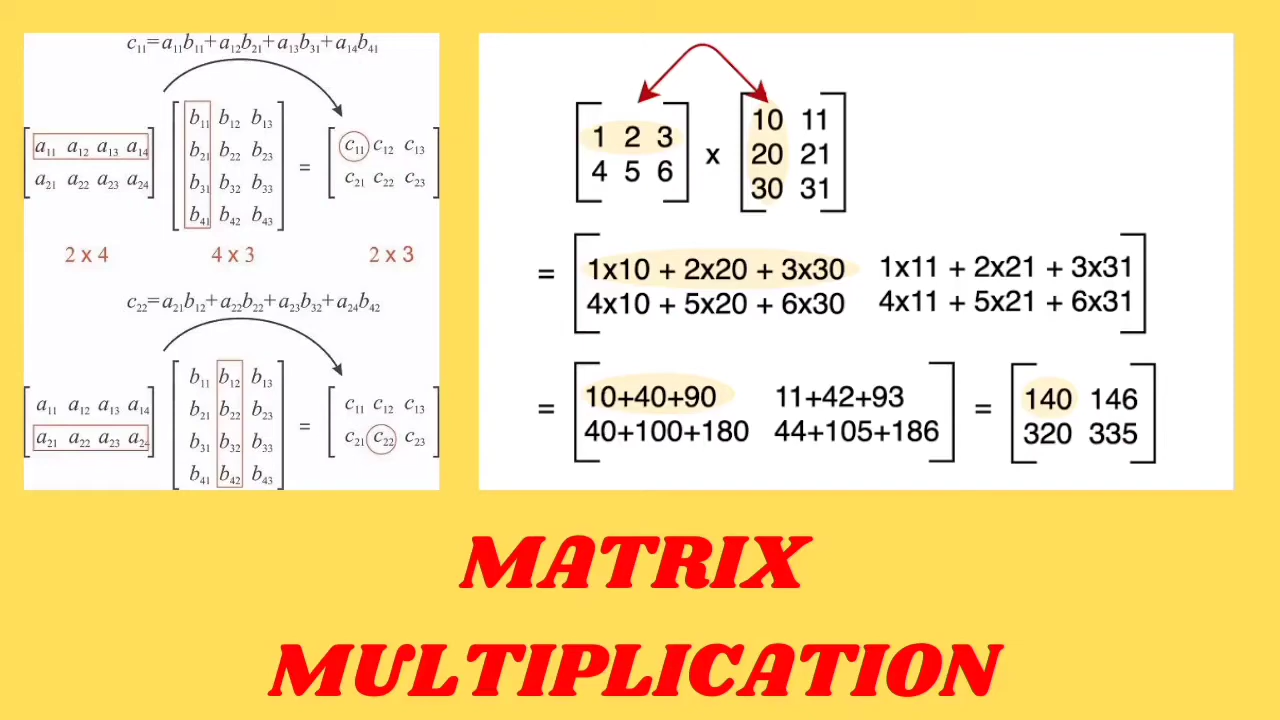 c₁₁=a₁₁b₁₁+a₁₂b₂₁+a₁₃b₃₁+a₁₄b₄₁
b₁₁ b₁₂ b₁₃
a₁₁ a₁₂ a₁₃ a₁₄ b₂₁ b₂₂ b₂₃ = c₁₁ c₁₂ c₁₃
a₂₁ a₂₂ a₂₃ a₂₄ b₃₁ b₃₂ b₃₃ c₂₁ c₂₂ c₂₃
b₄₁ b₄₂ b₄₃
2 x 4 4 x 3 2 x 3
c₂₂=a₂₁b₁₂+a₂₂b₂₂+a₂₃b₃₂+a₂₄b₄₂
b₁₁ b₁₂ b₁₃
a₁₁ a₁₂ a₁₃ a₁₄ b₂₁ b₂₂ b₂₃ = c₁₁ c₁₂ c₁₃
a₂₁ a₂₂ a₂₃ a₂₄ b₃₁ b₃₂ b₃₃ c₂₁ c₂₂ c₂₃
b₄₁ b₄₂ b₄₃
10 11
1 2 3 x 20 21
4 5 6 30 31
= 1x10 + 2x20 + 3x30 1x11 + 2x21 + 3x31
4x10 + 5x20 + 6x30 4x11 + 5x21 + 6x31
= 10+40+90 11+42+93 = 140 146
40+100+180 44+105+186 320 335
MATRIX
MULTIPLICATION